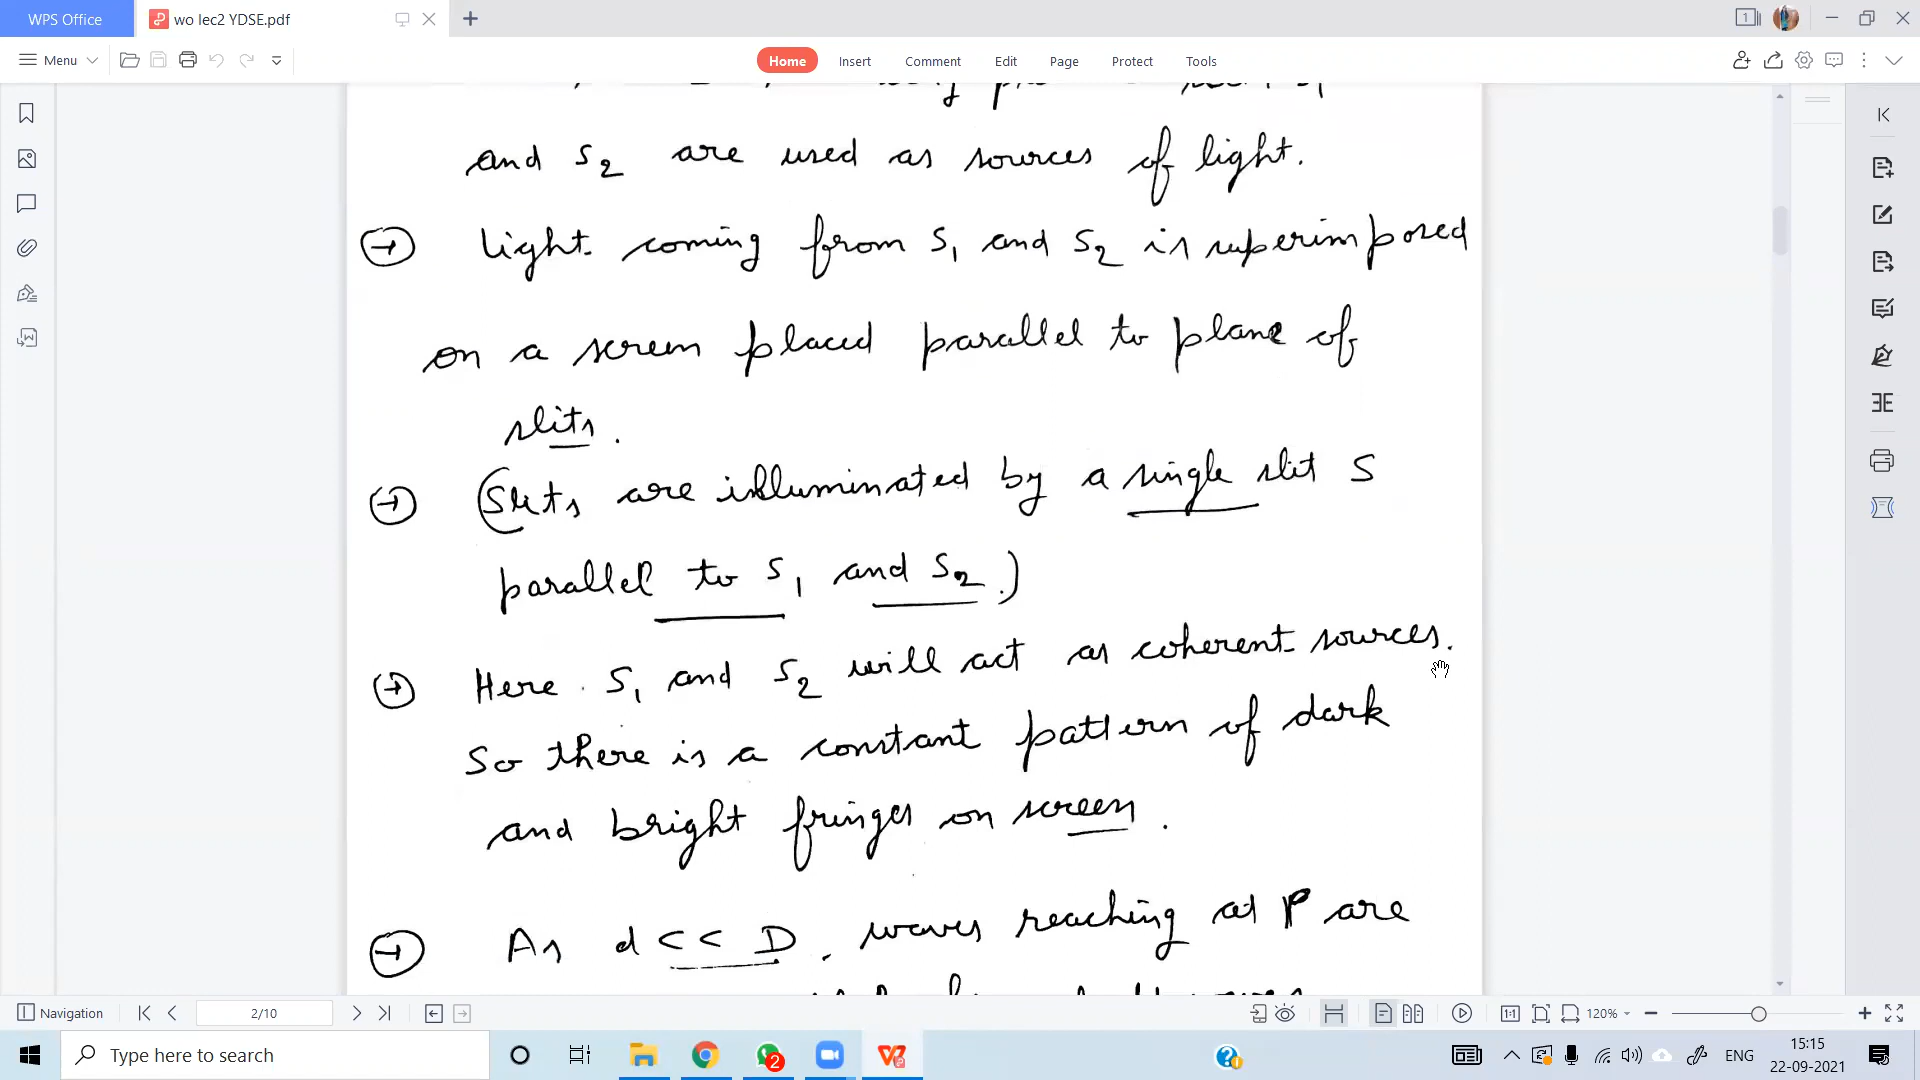 WPS Office
wo lec2 YDSE.pdf
1
Menu
Home Insert Comment Edit Page Protect Tools
and S2 are used as sources of light.
→ light coming from S1 and S2 is superimposed
on a screen placed parallel to plane of
slits.
→ (Slits are illuminated by a single slit S
parallel to S1 and S2.)
→ Here S1 and S2 will act as coherent sources.
So there is a constant pattern of dark
and bright fringes on screen.
→ As d << D, waves reaching at P are
Navigation 2/10 1:1 120%
Type here to search
2
ENG
15:15
22-09-2021